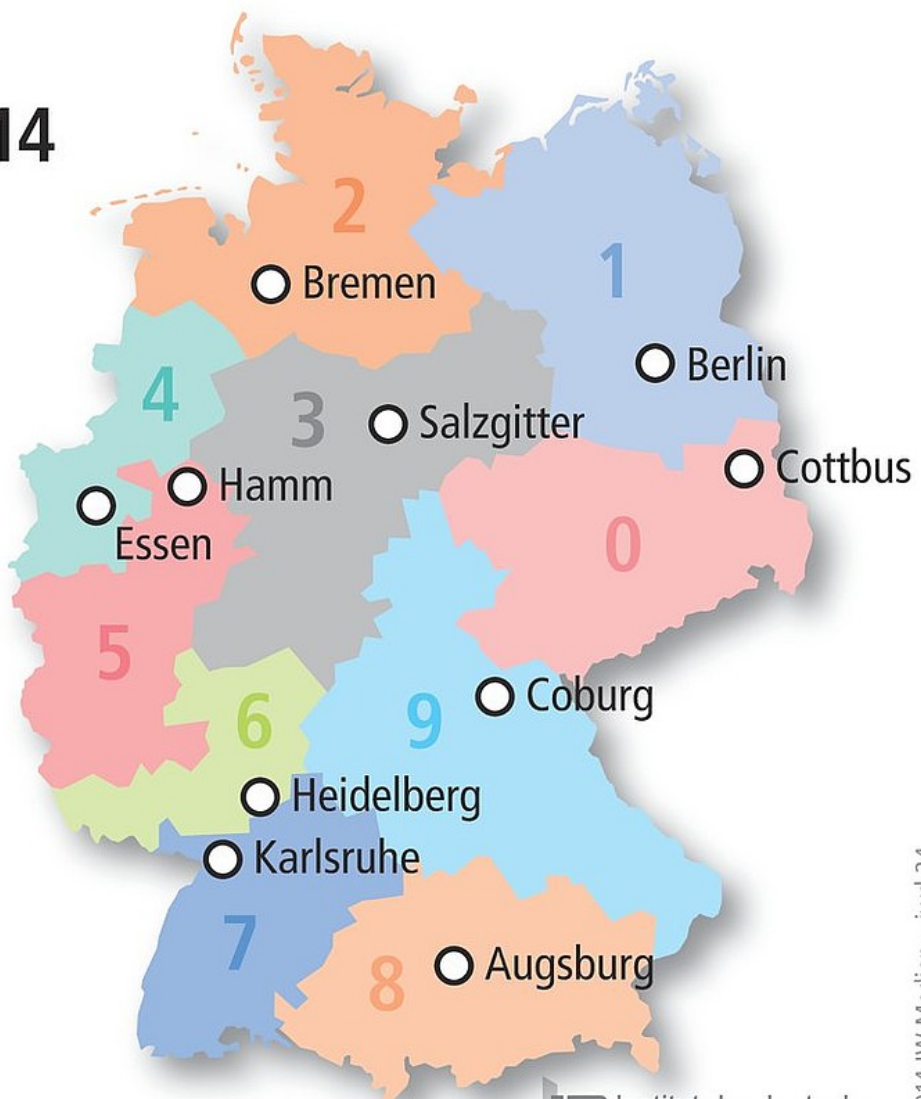 14
2
1
Bremen
Berlin
4
3
Salzgitter
Hamm
Cottbus
Essen
0
5
6
9
Coburg
Heidelberg
Karlsruhe
7
8
Augsburg